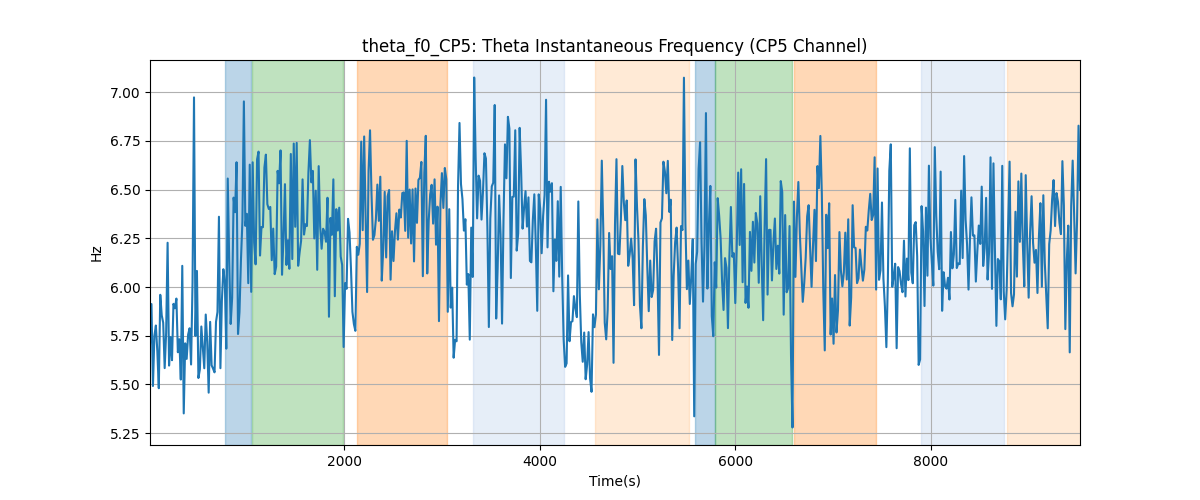 theta_f0_CP5: Theta Instantaneous Frequency (CP5 Channel)
Hz
7.00
6.75
6.50
6.25
6.00
5.75
5.50
5.25
2000 4000 6000 8000
Time(s)